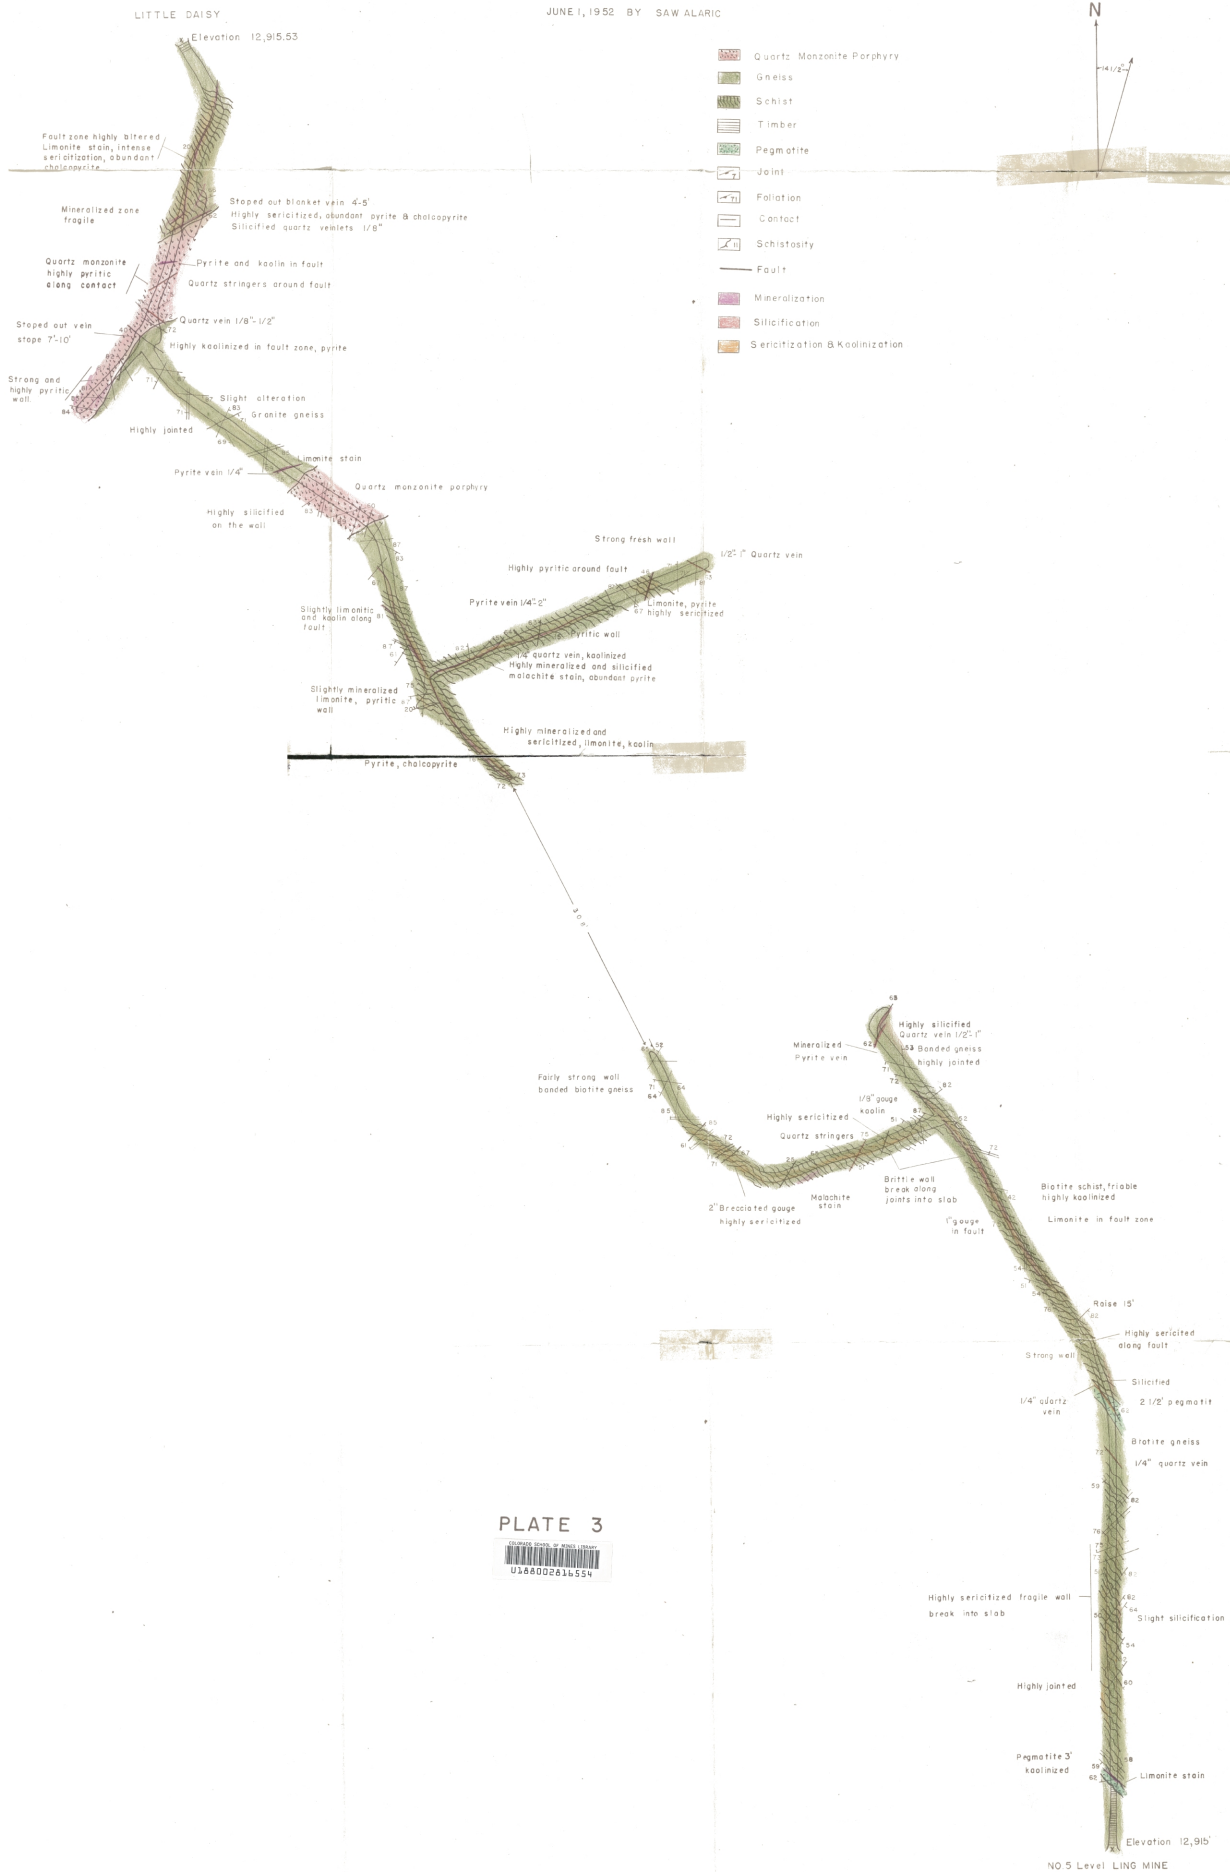 LITTLE DAISY
JUNE 1, 1952 BY SAW ALARIC
N
14 1/2°
Elevation 12,915.53
Quartz Monzonite Porphyry
Gneiss
Schist
Timber
Pegmatite
Joint
Foliation
Contact
Schistosity
Fault
Mineralization
Silicification
Sericitization & Kaolinization
Fault zone highly altered
Limonite stain, intense
sericitization, abundant
chalcopyrite
Mineralized zone
fragile
Stoped out blanket vein 4'-5'
Highly sericitized, abundant pyrite & chalcopyrite
Silicified quartz veinlets 1/8"
Quartz monzonite
highly pyritic
along contact
Pyrite and kaolin in fault
Quartz stringers around fault
Stoped out vein
stope 7'-10'
Quartz vein 1/8"-1/2"
Highly kaolinized in fault zone, pyrite
Strong and
highly pyritic
wall
Slight alteration
Granite gneiss
Highly jointed
Limonite stain
Pyrite vein 1/4"
Quartz monzonite porphyry
Highly silicified
on the wall
Strong fresh wall
1/2"-1" Quartz vein
Highly pyritic around fault
Pyrite vein 1/4"-2"
Limonite, pyrite
highly sericitized
Slightly limonitic
and kaolin along
fault
Pyritic wall
1/4" quartz vein, kaolinized
Highly mineralized and silicified
malachite stain, abundant pyrite
Slightly mineralized
limonite, pyritic
wall
Highly mineralized and
sericitized, limonite, kaolin
Pyrite, chalcopyrite
Highly silicified
Quartz vein 1/2"-1"
Mineralized
Pyrite vein
Banded gneiss
highly jointed
Fairly strong wall
banded biotite gneiss
1/8" gouge
kaolin
Highly sericitized
Quartz stringers
Brittle wall
break along
joints into slab
Malachite
stain
2" Brecciated gouge
highly sericitized
Biotite schist, friable
highly kaolinized
Limonite in fault zone
1" gouge
in fault
Raise 15'
Highly sericited
along fault
Strong wall
Silicified
1/4" quartz
vein
2 1/2' pegmatit
Biotite gneiss
1/4" quartz vein
PLATE 3
COLORADO SCHOOL OF MINES LIBRARY
U188002816554
Highly sericitized fragile wall
break into slab
Slight silicification
Highly jointed
Pegmatite 3'
kaolinized
Limonite stain
Elevation 12,915'
NO.5 Level LING MINE